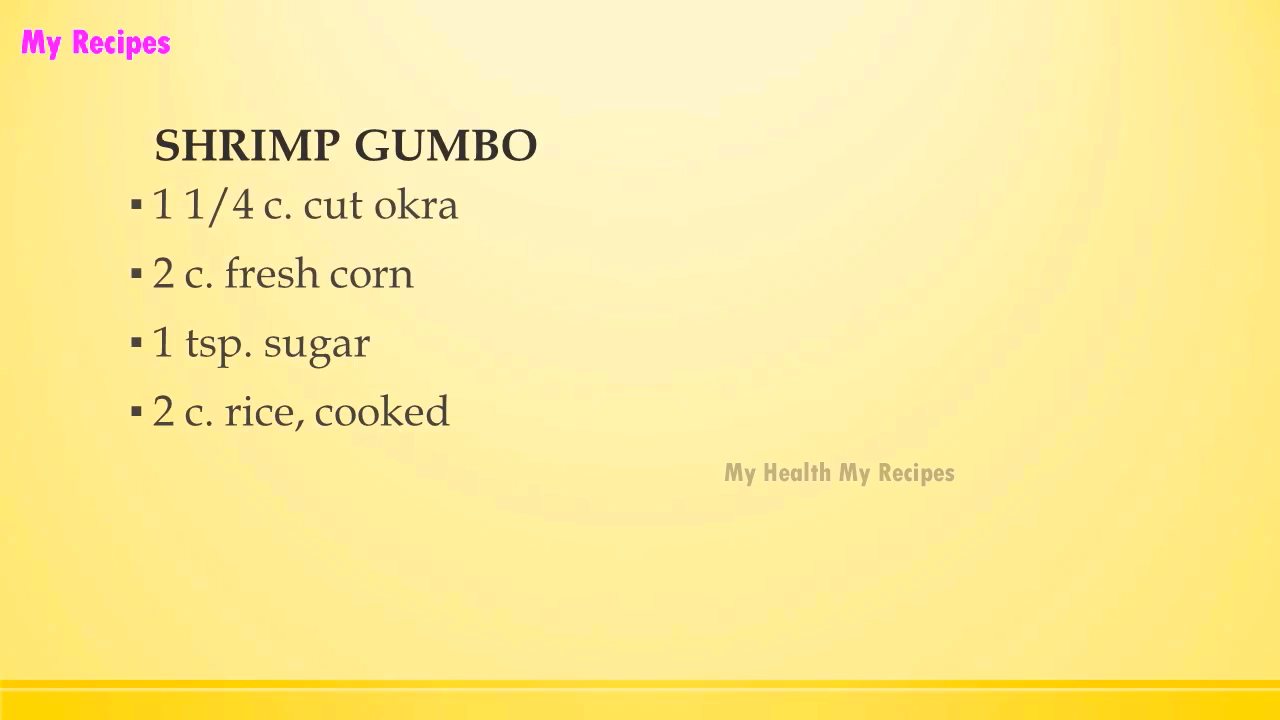 My Recipes
SHRIMP GUMBO
▪ 1 1/4 c. cut okra
▪ 2 c. fresh corn
▪ 1 tsp. sugar
▪ 2 c. rice, cooked
My Health My Recipes